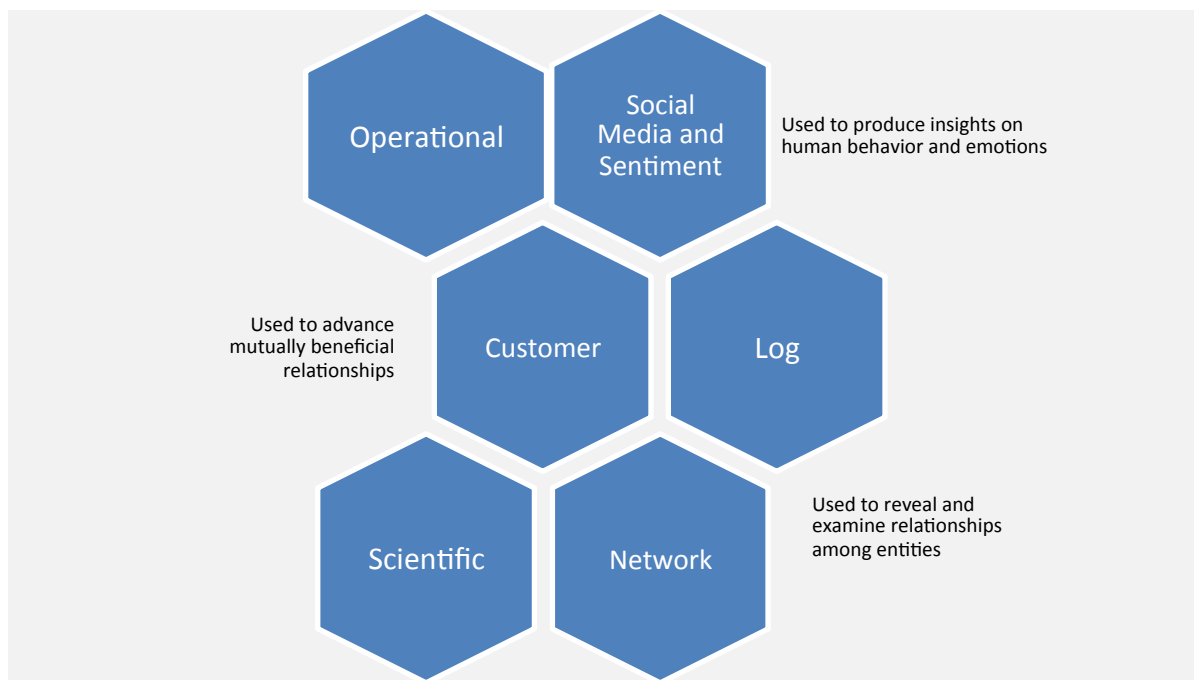 Operational
Social
Media and
Sentiment
Used to produce insights on
human behavior and emotions
Used to advance
mutually beneficial
relationships
Customer
Log
Scientific
Network
Used to reveal and
examine relationships
among entities